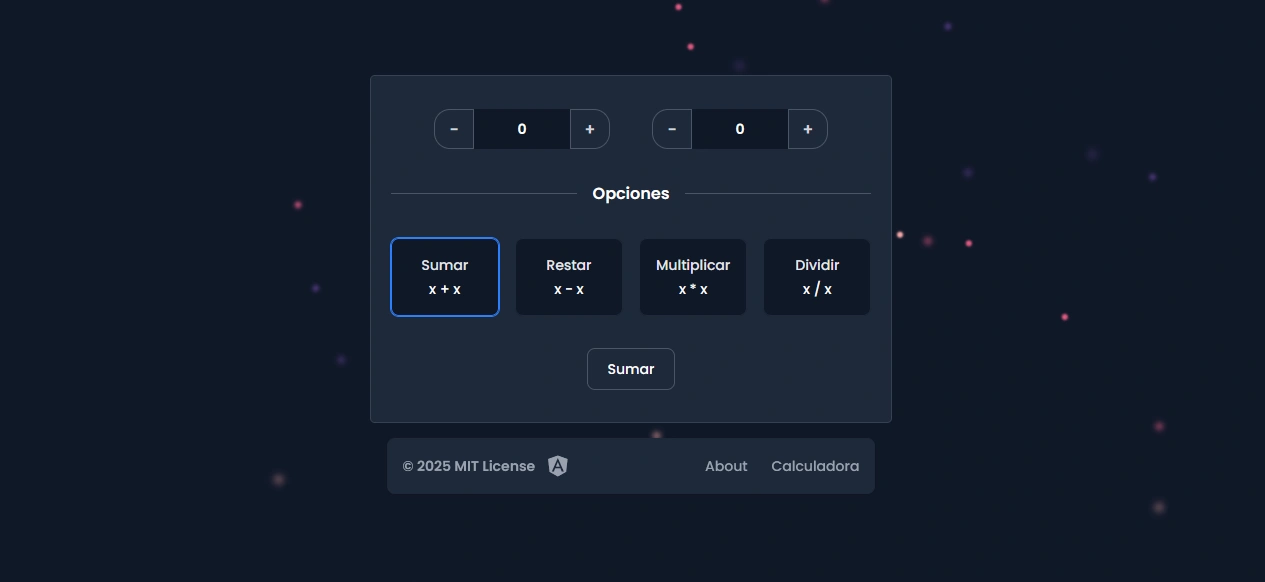 - 0 + - 0 +
Opciones
Sumar Restar Multiplicar Dividir
x + x x - x x * x x / x
Sumar
© 2025 MIT License A About Calculadora